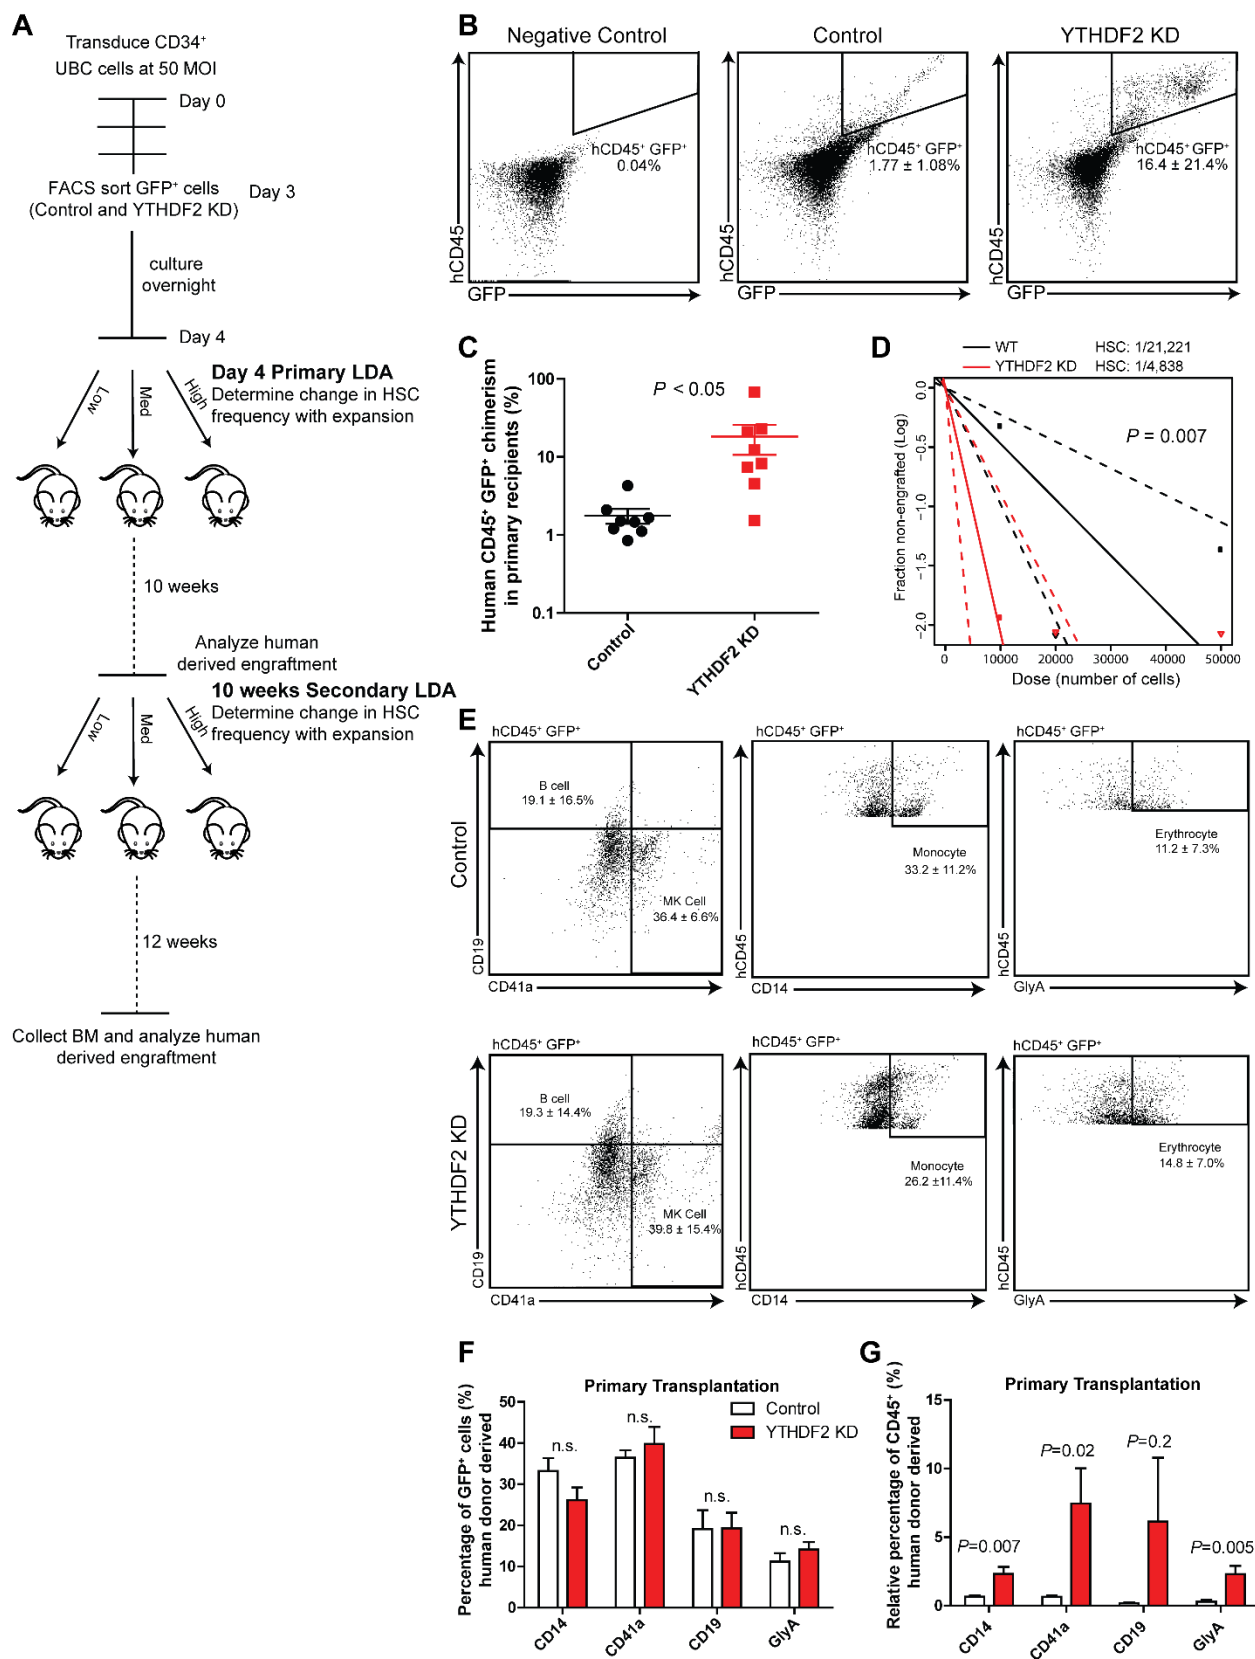 A
Transduce CD34⁺
UBC cells at 50 MOI
Day 0
FACS sort GFP⁺ cells
(Control and YTHDF2 KD)
Day 3
culture
overnight
Day 4
Day 4 Primary LDA
Determine change in HSC
frequency with expansion
Low
Med
High
10 weeks
Analyze human
derived engraftment
10 weeks Secondary LDA
Determine change in HSC
frequency with expansion
Low
Med
High
12 weeks
Collect BM and analyze human
derived engraftment
B
Negative Control
Control
YTHDF2 KD
hCD45⁺ GFP⁺
0.04%
hCD45⁺ GFP⁺
1.77 ± 1.08%
hCD45⁺ GFP⁺
16.4 ± 21.4%
hCD45
GFP
hCD45
GFP
hCD45
GFP
C
Human CD45⁺ GFP⁺ chimerism
in primary recipients (%)
100
10
1
0.1
P < 0.05
Control
YTHDF2 KD
D
WT HSC: 1/21,221
YTHDF2 KD HSC: 1/4,838
P = 0.007
Fraction non-engrafted (Log)
0.0
−0.5
−1.0
−1.5
−2.0
0 10000 20000 30000 40000 50000
Dose (number of cells)
E
Control
hCD45⁺ GFP⁺
B cell
19.1 ± 16.5%
MK Cell
36.4 ± 6.6%
CD19
CD41a
hCD45⁺ GFP⁺
Monocyte
33.2 ± 11.2%
hCD45
CD14
hCD45⁺ GFP⁺
Erythrocyte
11.2 ± 7.3%
hCD45
GlyA
YTHDF2 KD
hCD45⁺ GFP⁺
B cell
19.3 ± 14.4%
MK Cell
39.8 ± 15.4%
CD19
CD41a
hCD45⁺ GFP⁺
Monocyte
26.2 ±11.4%
hCD45
CD14
hCD45⁺ GFP⁺
Erythrocyte
14.8 ± 7.0%
hCD45
GlyA
F
Primary Transplantation
Control
YTHDF2 KD
Percentage of GFP⁺ cells (%)
human donor derived
50
40
30
20
10
0
n.s.
n.s.
n.s.
n.s.
CD14
CD41a
CD19
GlyA
G
Primary Transplantation
Relative percentage of CD45⁺ (%)
human donor derived
15
10
5
0
P=0.007
P=0.02
P=0.2
P=0.005
CD14
CD41a
CD19
GlyA